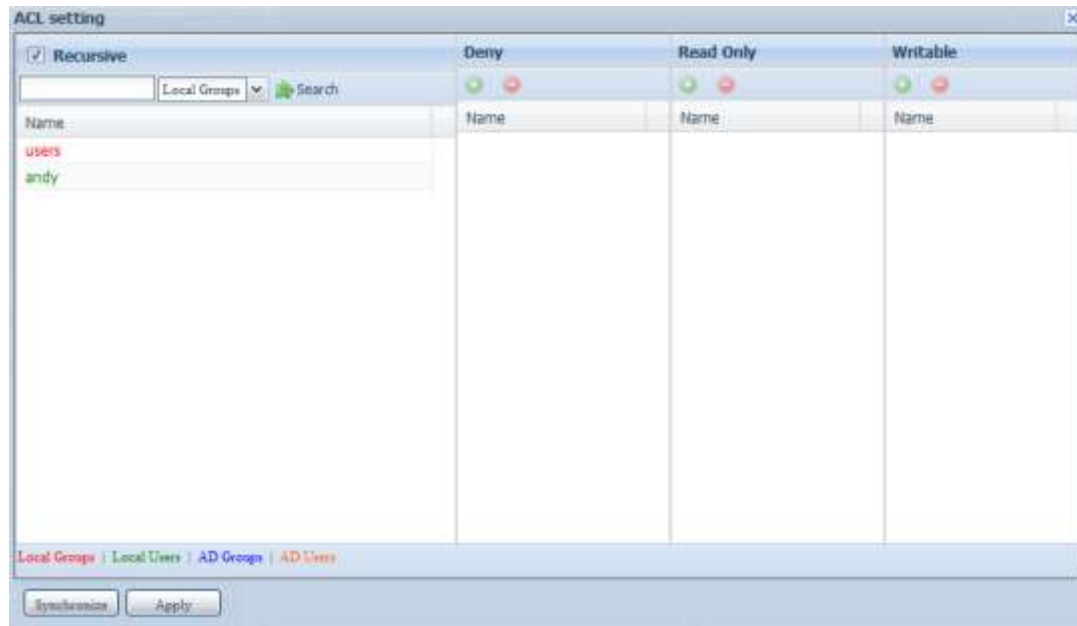 ACL setting
Recursive Deny Read Only Writable
Local Groups Search
Name Name Name Name
users
andy
Local Groups | Local Users | AD Groups | AD Users
Synchronize Apply